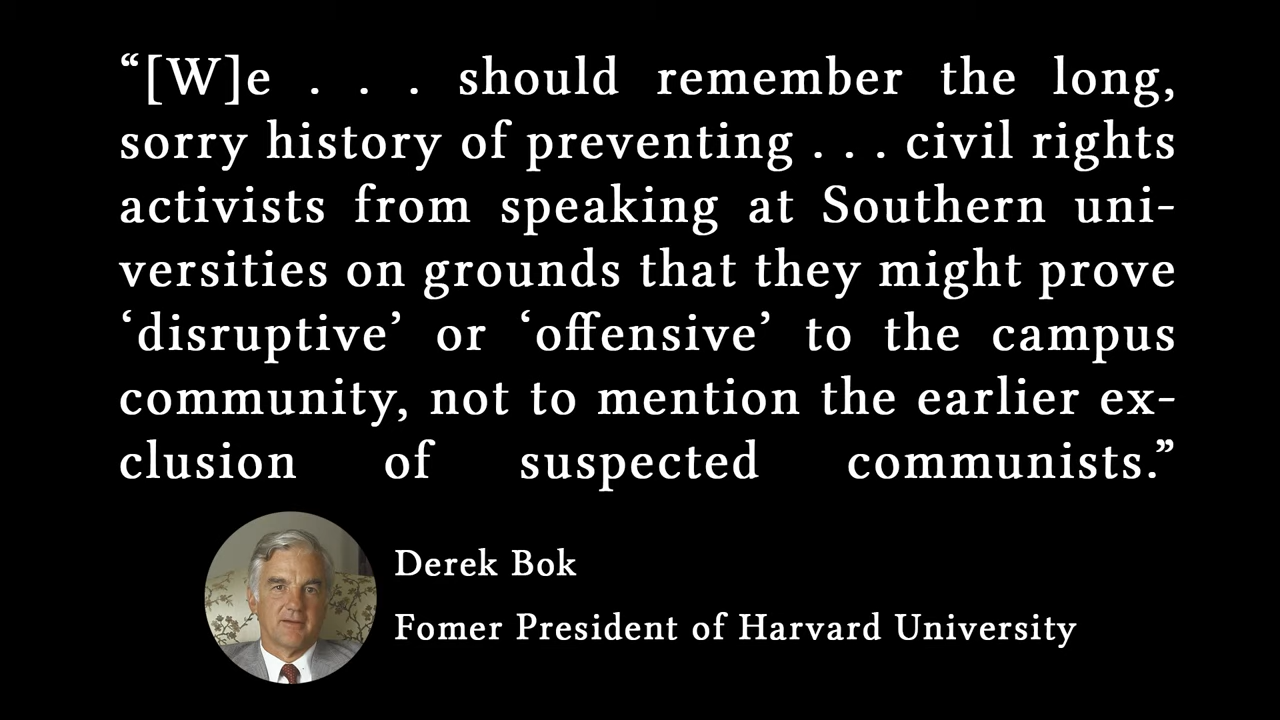 “[W]e . . . should remember the long,
sorry history of preventing . . . civil rights
activists from speaking at Southern uni-
versities on grounds that they might prove
‘disruptive’ or ‘offensive’ to the campus
community, not to mention the earlier ex-
clusion of suspected communists.”
Derek Bok
Fomer President of Harvard University